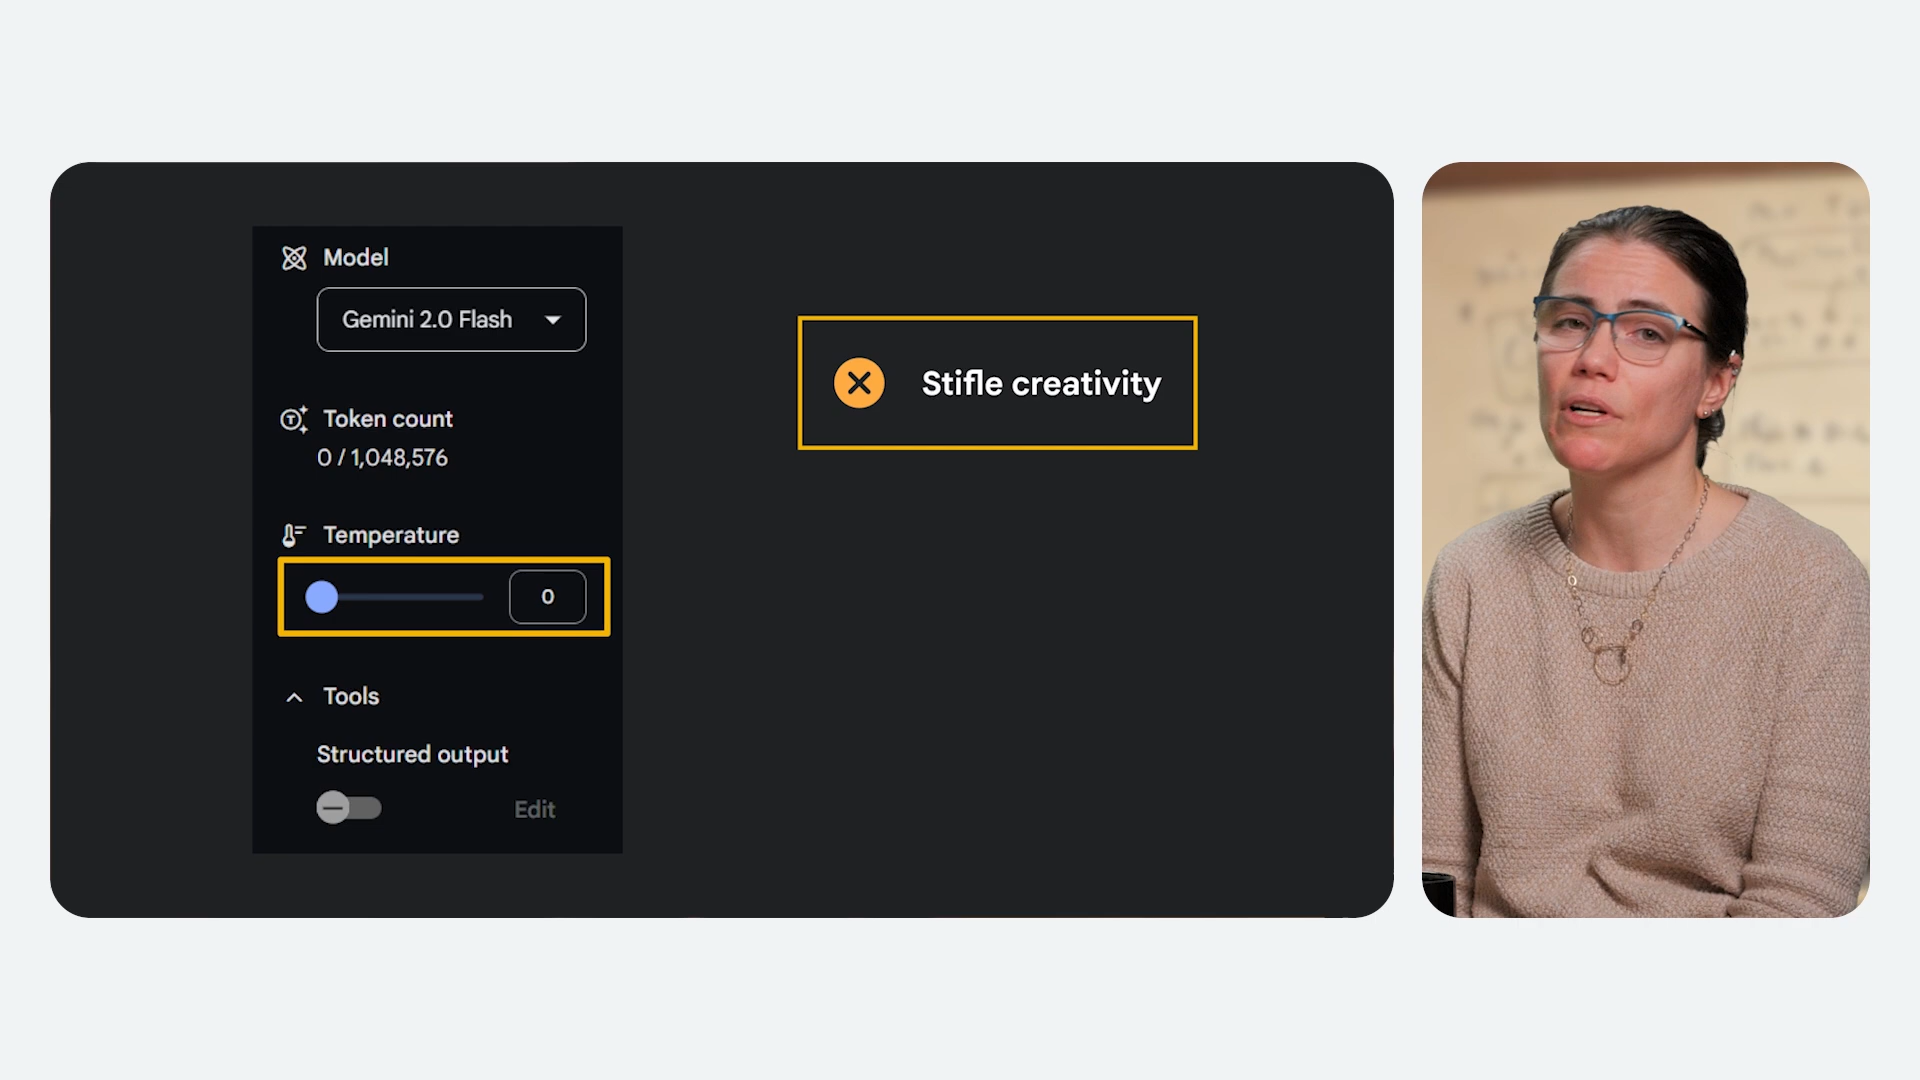 Model
Gemini 2.0 Flash
Token count
0 / 1,048,576
Temperature
0
Tools
Structured output
Edit
Stifle creativity